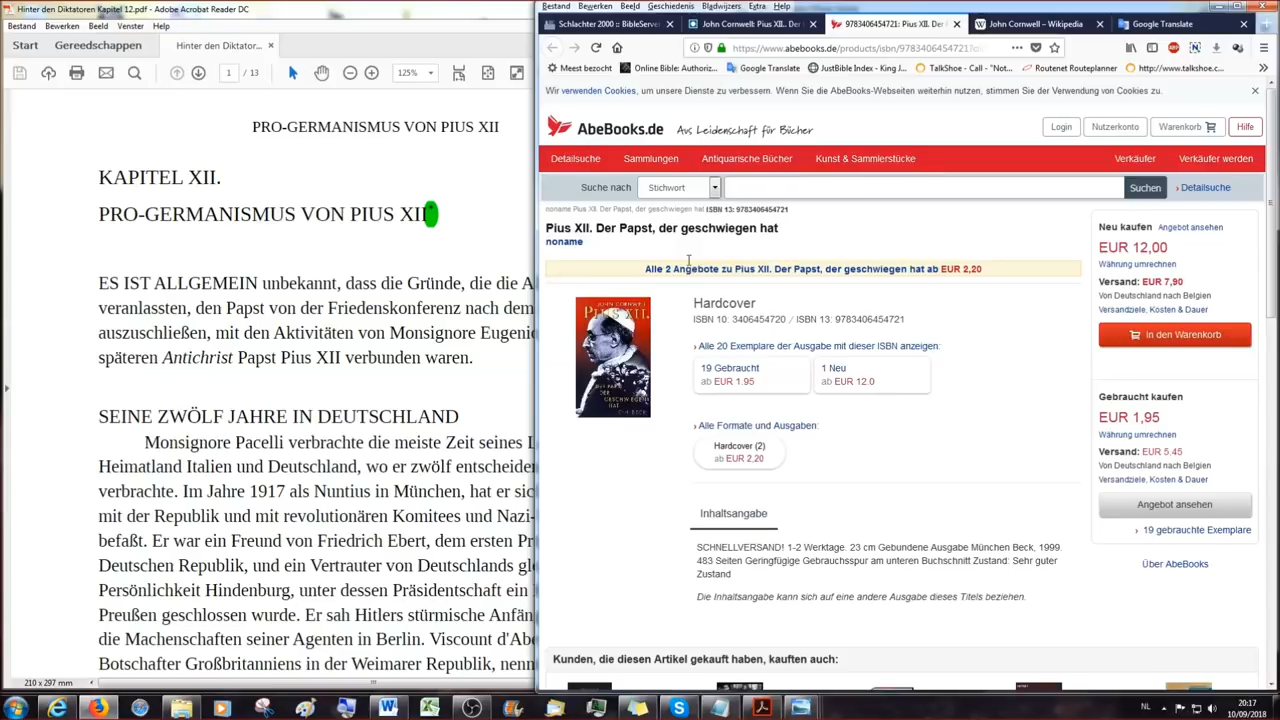 Hinter den Diktatoren Kapitel 12.pdf - Adobe Acrobat Reader DC
Bestand Bewerken Beeld Venster Help
Start Gereedschappen Hinter den Diktator... ×
1 / 13 125%
PRO-GERMANISMUS VON PIUS XII
KAPITEL XII.
PRO-GERMANISMUS VON PIUS XII
ES IST ALLGEMEIN unbekannt, dass die Gründe, die die A
veranlassten, den Papst von der Friedenskonferenz nach dem
auszuschließen, mit den Aktivitäten von Monsignore Eugenio
späteren Antichrist Papst Pius XII verbunden waren.
SEINE ZWÖLF JAHRE IN DEUTSCHLAND
Monsignore Pacelli verbrachte die meiste Zeit seines L
Heimatland Italien und Deutschland, wo er zwölf entscheiden
verbrachte. Im Jahre 1917 als Nuntius in München, hat er sic
mit der Republik und mit revolutionären Komitees und Nazi-
befaßt. Er war ein Freund von Friedrich Ebert, dem ersten Pr
Deutschen Republik, und ein Vertrauter von Deutschlands gl
Persönlichkeit Hindenburg, unter dessen Präsidentschaft ein
Preußen geschlossen wurde. Er sah Hitlers stürmische Anfän
die Machenschaften seiner Agenten in Berlin. Viscount d'Abe
Botschafter Großbritanniens in der Weimarer Republik, nenn
210 x 297 mm
Bestand Bewerken Beeld Geschiedenis Bladwijzers Extra Help
Schlachter 2000 :: BibleServer John Cornwell: Pius XII.. Der 9783406454721: Pius XII. Der P John Cornwell – Wikipedia Google Translate
https://www.abebooks.de/products/isbn/9783406454721?
Meest bezocht Online Bible: Authoriz... Google Translate JustBible Index - King J... TalkShoe - Call - "Not... Routenet Routeplanner http://www.talkshoe.c...
Wir verwenden Cookies, um unsere Dienste zu verbessern. Wenn Sie die AbeBooks-Webseiten weiterhin nutzen, stimmen Sie der Verwendung von Cookies zu.
AbeBooks.de Aus Leidenschaft für Bücher
Login Nutzerkonto Warenkorb Hilfe
Detailsuche Sammlungen Antiquarische Bücher Kunst & Sammlerstücke Verkäufer Verkäufer werden
Suche nach Stichwort Suchen › Detailsuche
noname Pius XII. Der Papst, der geschwiegen hat ISBN 13: 9783406454721
Pius XII. Der Papst, der geschwiegen hat
noname
Alle 2 Angebote zu Pius XII. Der Papst, der geschwiegen hat ab EUR 2,20
JOHN CORNWELL
PIUS XII.
DER PAPST
DER
GESCHWIEGEN
HAT
Hardcover
ISBN 10: 3406454720 / ISBN 13: 9783406454721
› Alle 20 Exemplare der Ausgabe mit dieser ISBN anzeigen:
19 Gebraucht 1 Neu
ab EUR 1.95 ab EUR 12.0
› Alle Formate und Ausgaben:
Hardcover (2)
ab EUR 2,20
Inhaltsangabe
SCHNELLVERSAND! 1-2 Werktage. 23 cm Gebundene Ausgabe München Beck, 1999.
483 Seiten Geringfügige Gebrauchsspur am unteren Buchschnitt Zustand: Sehr guter
Zustand
Die Inhaltsangabe kann sich auf eine andere Ausgabe dieses Titels beziehen.
Neu kaufen Angebot ansehen
EUR 12,00
Währung umrechnen
Versand: EUR 7,90
Von Deutschland nach Belgien
Versandziele, Kosten & Dauer
In den Warenkorb
Gebraucht kaufen
EUR 1,95
Währung umrechnen
Versand: EUR 5,45
Von Deutschland nach Belgien
Versandziele, Kosten & Dauer
Angebot ansehen
› 19 gebrauchte Exemplare
Über AbeBooks
Kunden, die diesen Artikel gekauft haben, kauften auch:
NL 20:17
10/09/2018